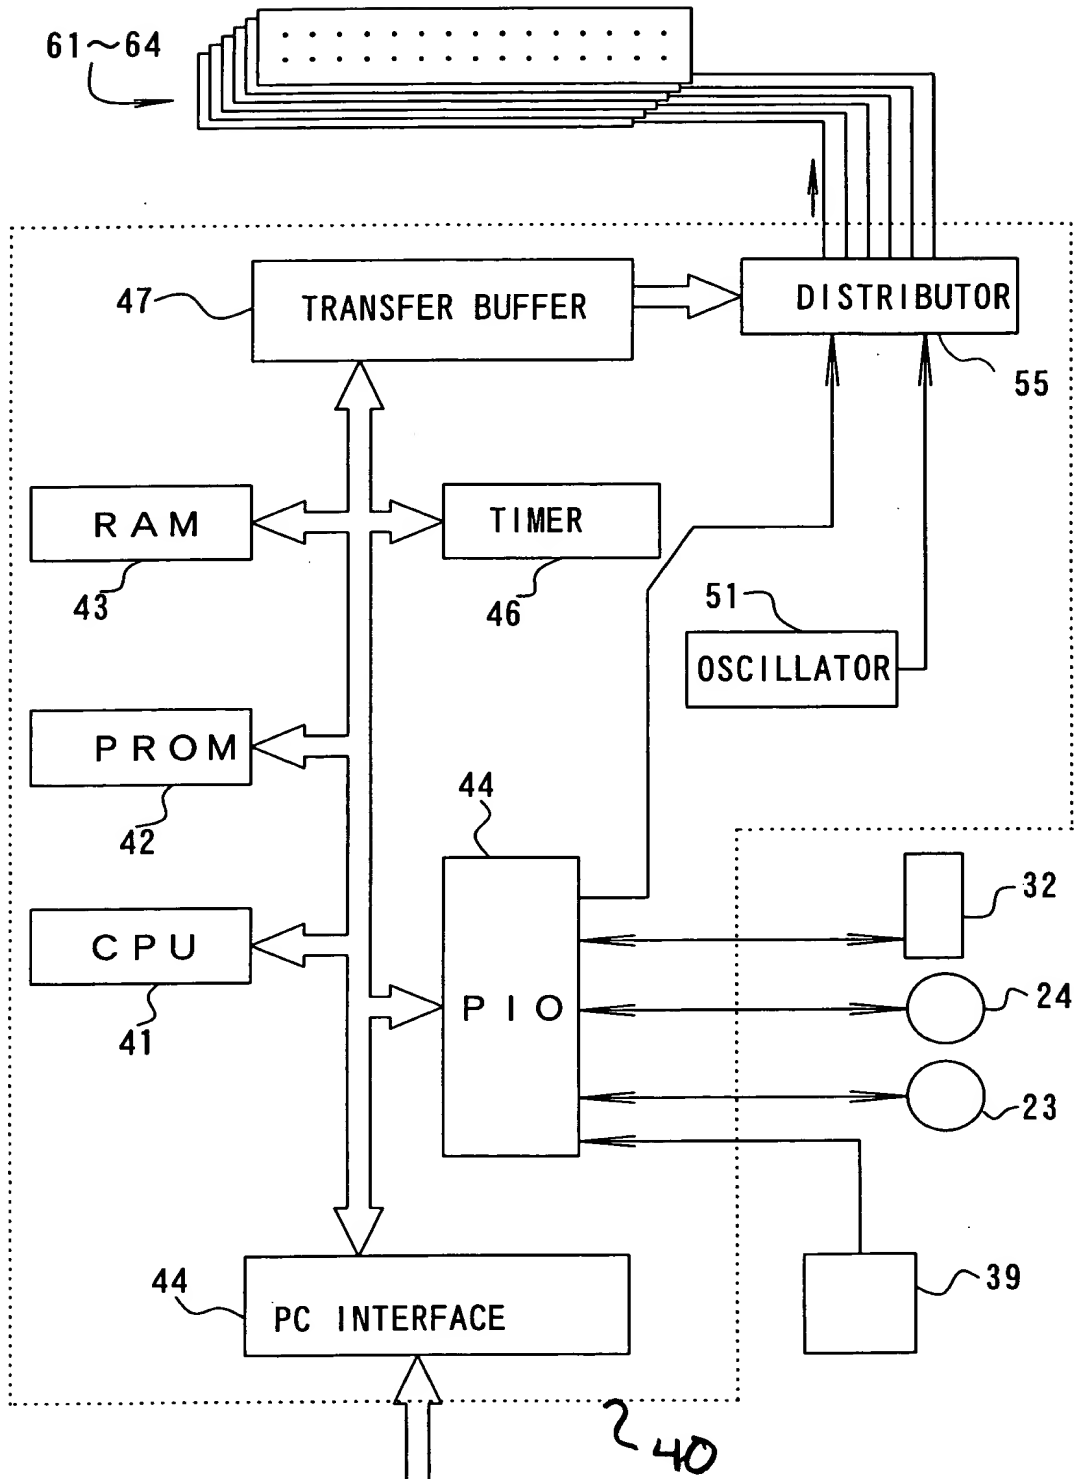 61~64
47
TRANSFER BUFFER
DISTRIBUTOR
55
RAM
43
TIMER
46
51
OSCILLATOR
PROM
42
44
32
CPU
41
PIO
24
23
44
PC INTERFACE
39
40